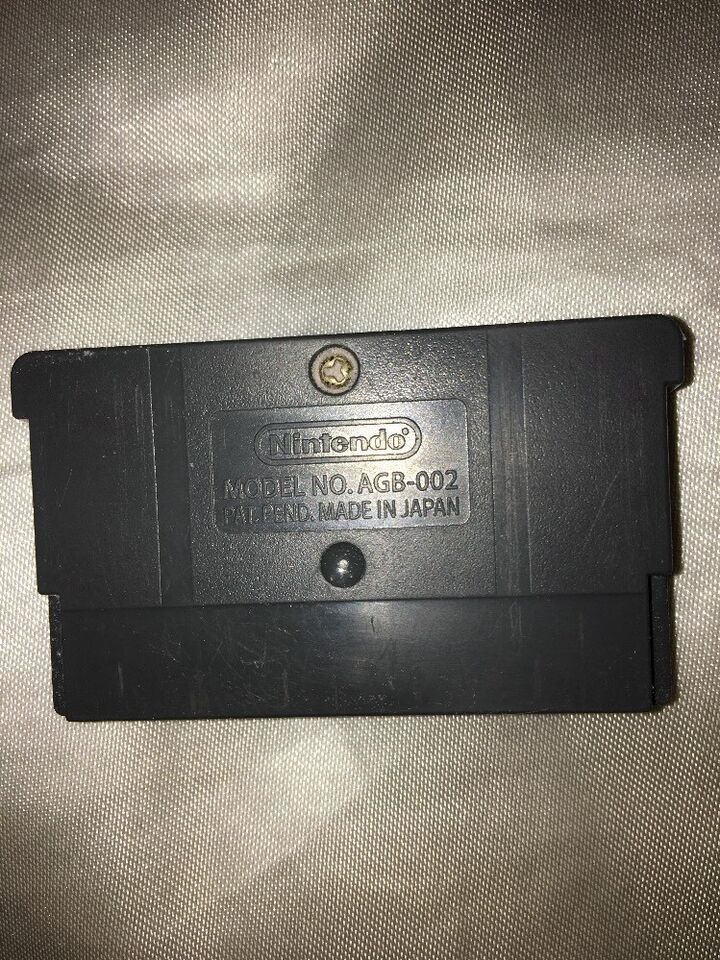 Nintendo®
MODEL NO. AGB-002
PAT. PEND. MADE IN JAPAN